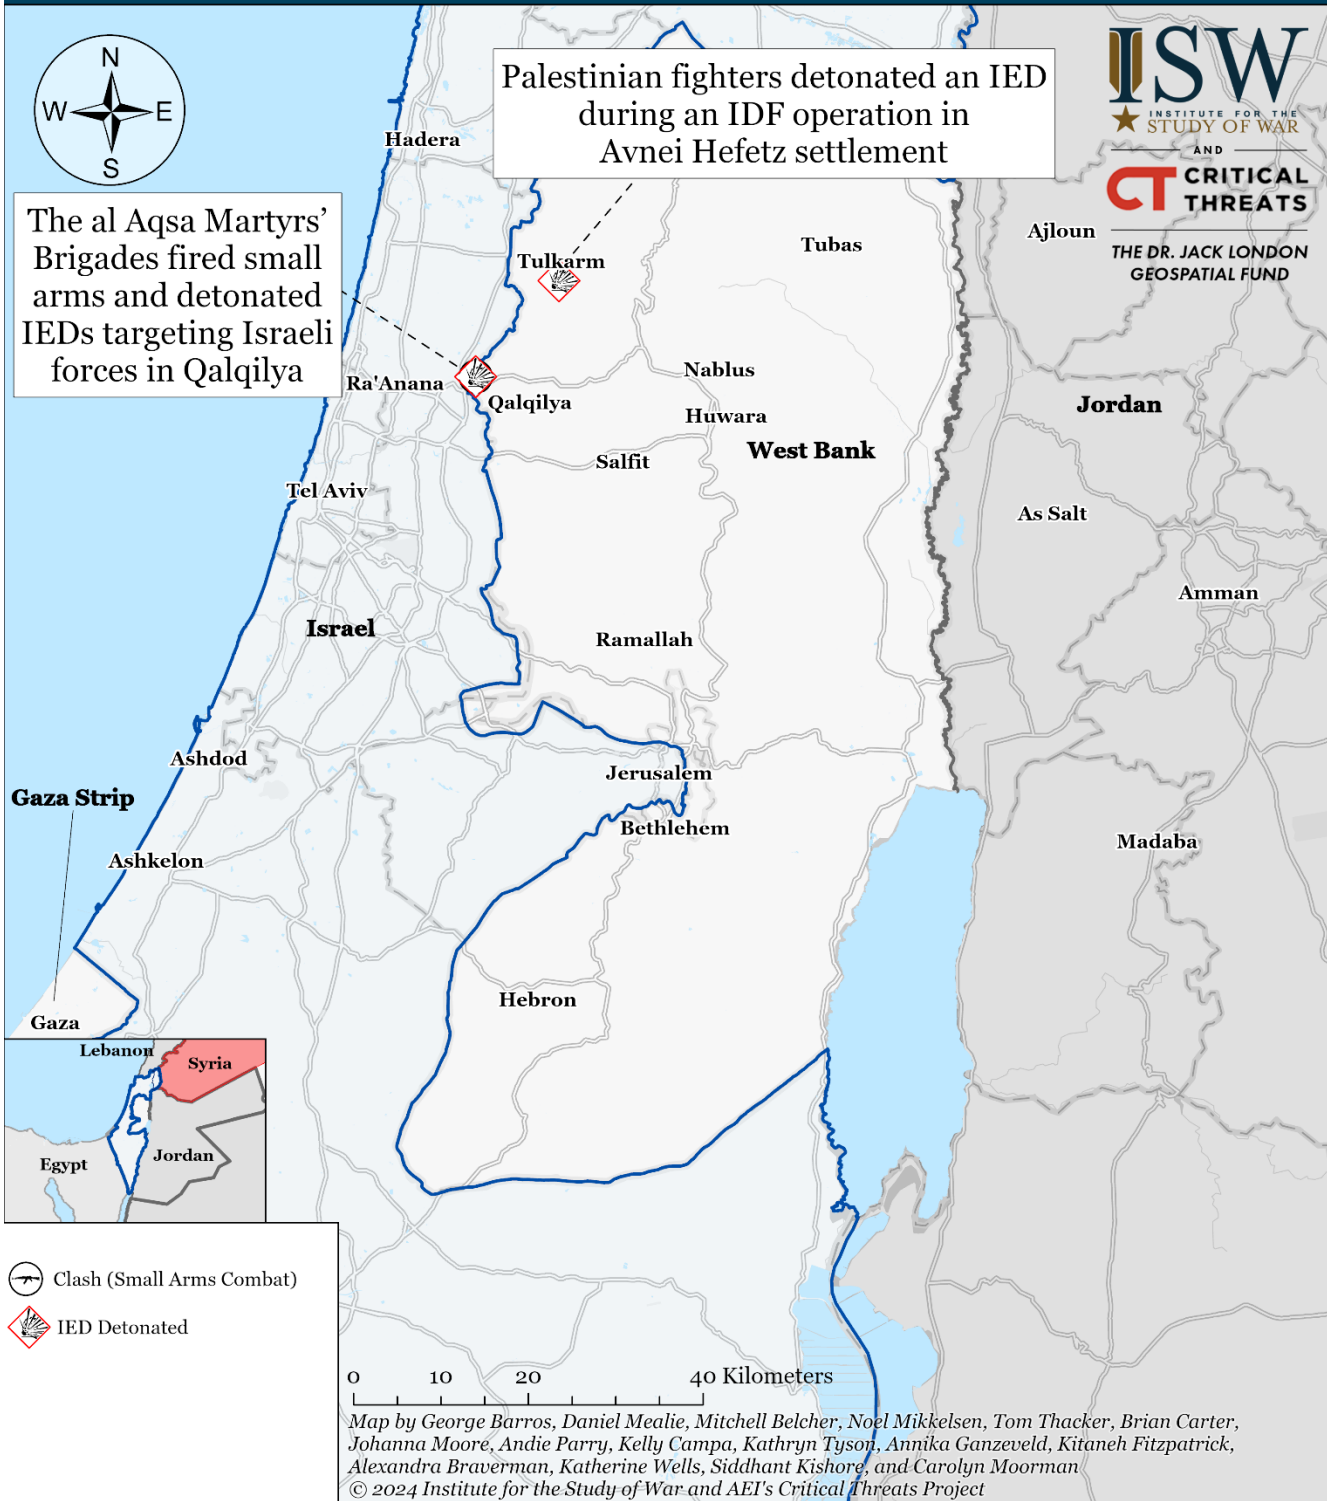 N
W
E
S
Palestinian fighters detonated an IED
during an IDF operation in
Avnei Hefetz settlement
ISW
INSTITUTE FOR THE
STUDY OF WAR
AND
CT CRITICAL
THREATS
THE DR. JACK LONDON
GEOSPATIAL FUND
The al Aqsa Martyrs'
Brigades fired small
arms and detonated
IEDs targeting Israeli
forces in Qalqilya
Hadera
Tulkarm
Tubas
Ajloun
Ra'Anana
Qalqilya
Nablus
Huwara
Jordan
West Bank
Salfit
Tel Aviv
As Salt
Amman
Israel
Ramallah
Ashdod
Jerusalem
Gaza Strip
Bethlehem
Madaba
Ashkelon
Hebron
Gaza
Lebanon
Syria
Egypt
Jordan
Clash (Small Arms Combat)
IED Detonated
0 10 20 40 Kilometers
Map by George Barros, Daniel Mealie, Mitchell Belcher, Noel Mikkelsen, Tom Thacker, Brian Carter,
Johanna Moore, Andie Parry, Kelly Campa, Kathryn Tyson, Annika Ganzeveld, Kitaneh Fitzpatrick,
Alexandra Braverman, Katherine Wells, Siddhant Kishore, and Carolyn Moorman
© 2024 Institute for the Study of War and AEI's Critical Threats Project